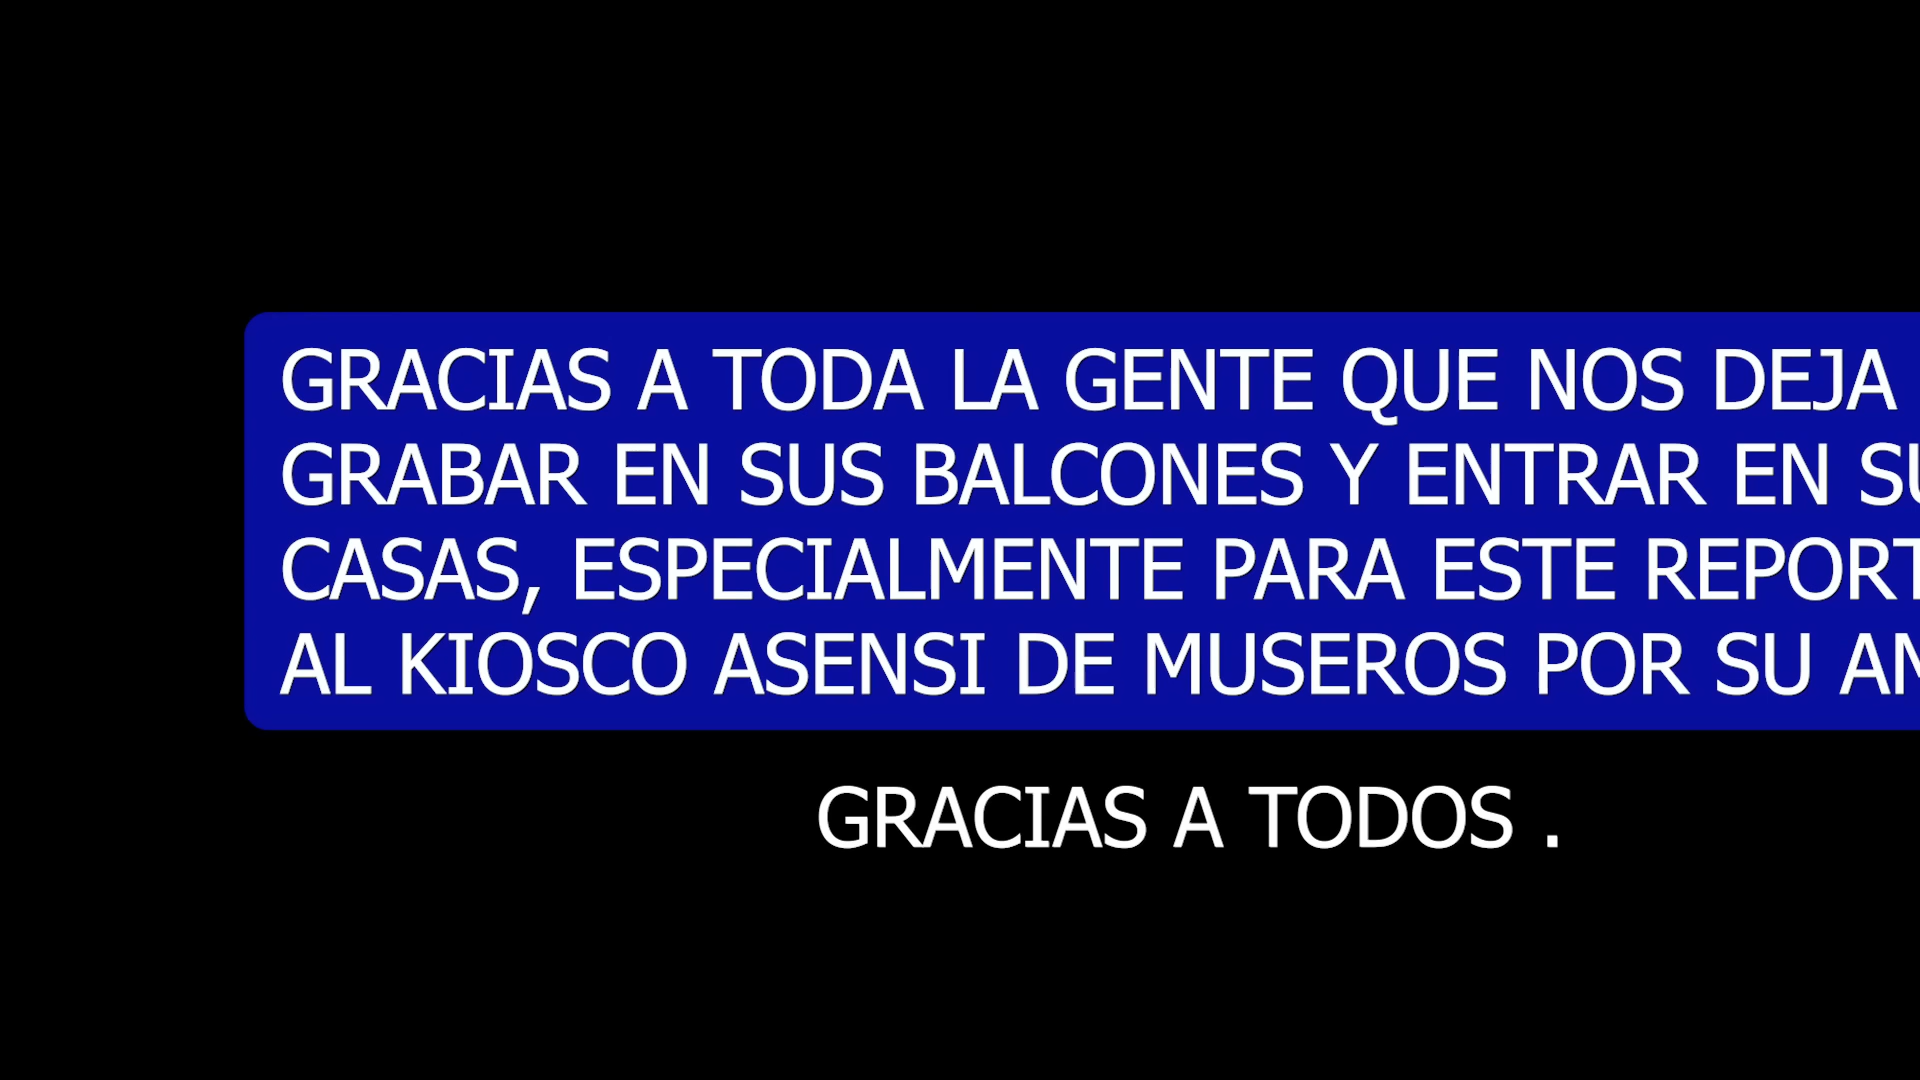 GRACIAS A TODA LA GENTE QUE NOS DEJA
GRABAR EN SUS BALCONES Y ENTRAR EN
CASAS, ESPECIALMENTE PARA ESTE
AL KIOSCO ASENSI DE MUSEROS POR SU
GRACIAS A TODOS .